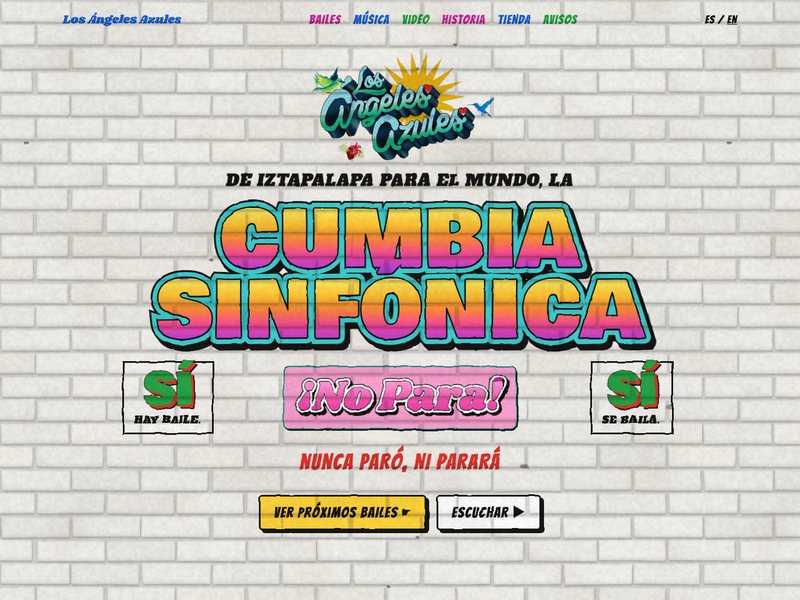 Los Ángeles Azules
BAILES MÚSICA VIDEO HISTORIA TIENDA AVISOS
ES / EN
Los
Angeles
Azules
DE IZTAPALAPA PARA EL MUNDO, LA
CUMBIA
SINFONICA
SÍ
HAY BAILE.
¡No Para!
SÍ
SE BAILA.
NUNCA PARÓ, NI PARARÁ
VER PRÓXIMOS BAILES ☛
ESCUCHAR ▶